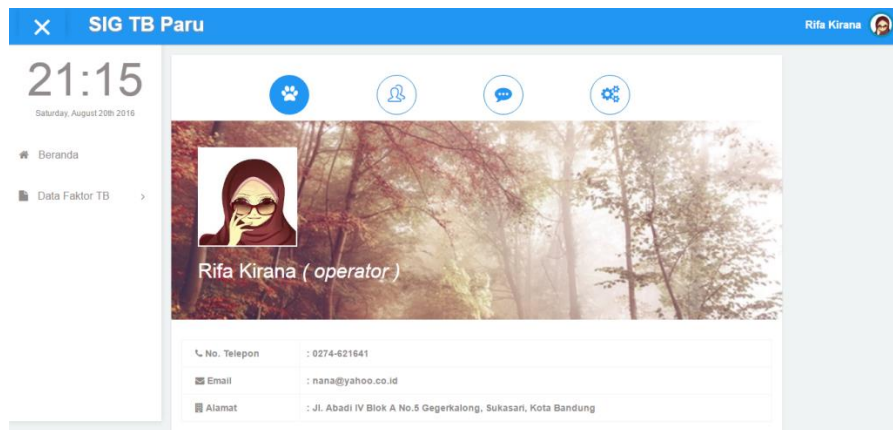 SIG TB Paru
Rifa Kirana
21:15
Saturday, August 20th 2016
Beranda
Data Faktor TB
Rifa Kirana ( operator )
No. Telepon : 0274-621641
Email : nana@yahoo.co.id
Alamat : Jl. Abadi IV Blok A No.5 Gegerkalong, Sukasari, Kota Bandung